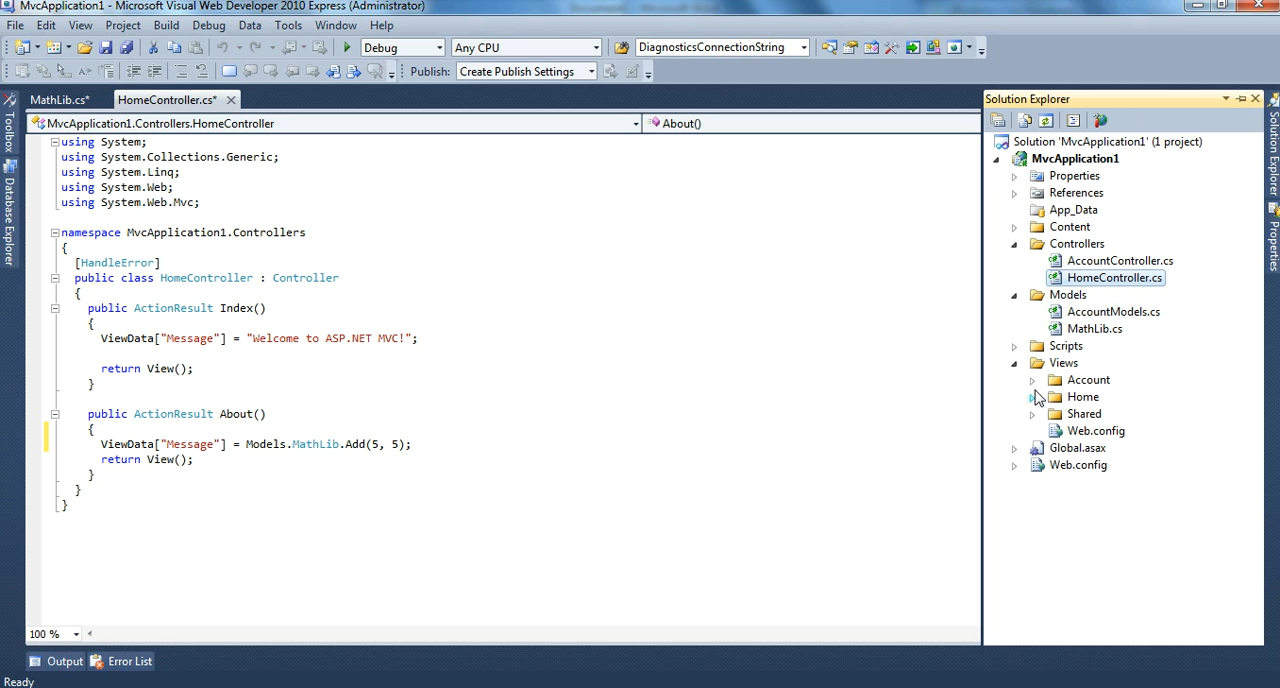 MvcApplication1 - Microsoft Visual Web Developer 2010 Express (Administrator)
File Edit View Project Build Debug Data Tools Window Help
Debug Any CPU DiagnosticsConnectionString
Publish: Create Publish Settings
MathLib.cs* HomeController.cs*
MvcApplication1.Controllers.HomeController About()
using System;
using System.Collections.Generic;
using System.Linq;
using System.Web;
using System.Web.Mvc;
namespace MvcApplication1.Controllers
{
[HandleError]
public class HomeController : Controller
{
public ActionResult Index()
{
ViewData["Message"] = "Welcome to ASP.NET MVC!";
return View();
}
public ActionResult About()
{
ViewData["Message"] = Models.MathLib.Add(5, 5);
return View();
}
}
}
100 %
Output Error List
Ready
Toolbox
Database Explorer
Solution Explorer
Solution 'MvcApplication1' (1 project)
MvcApplication1
Properties
References
App_Data
Content
Controllers
AccountController.cs
HomeController.cs
Models
AccountModels.cs
MathLib.cs
Scripts
Views
Account
Home
Shared
Web.config
Global.asax
Web.config
Solution Explorer
Properties